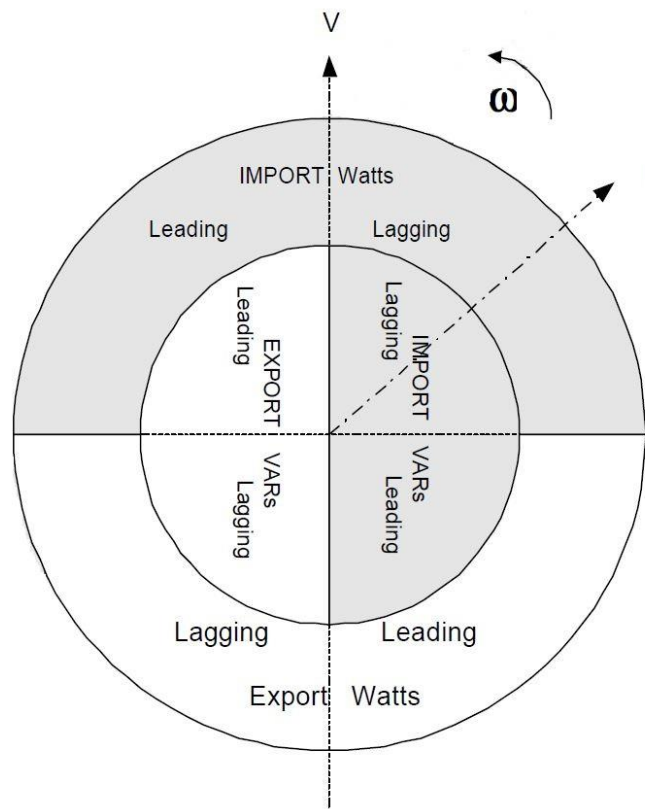 V
ω
IMPORT Watts
Leading
Lagging
Leading
EXPORT
Lagging
IMPORT
VARs
Lagging
VARs
Leading
Lagging
Leading
Export Watts